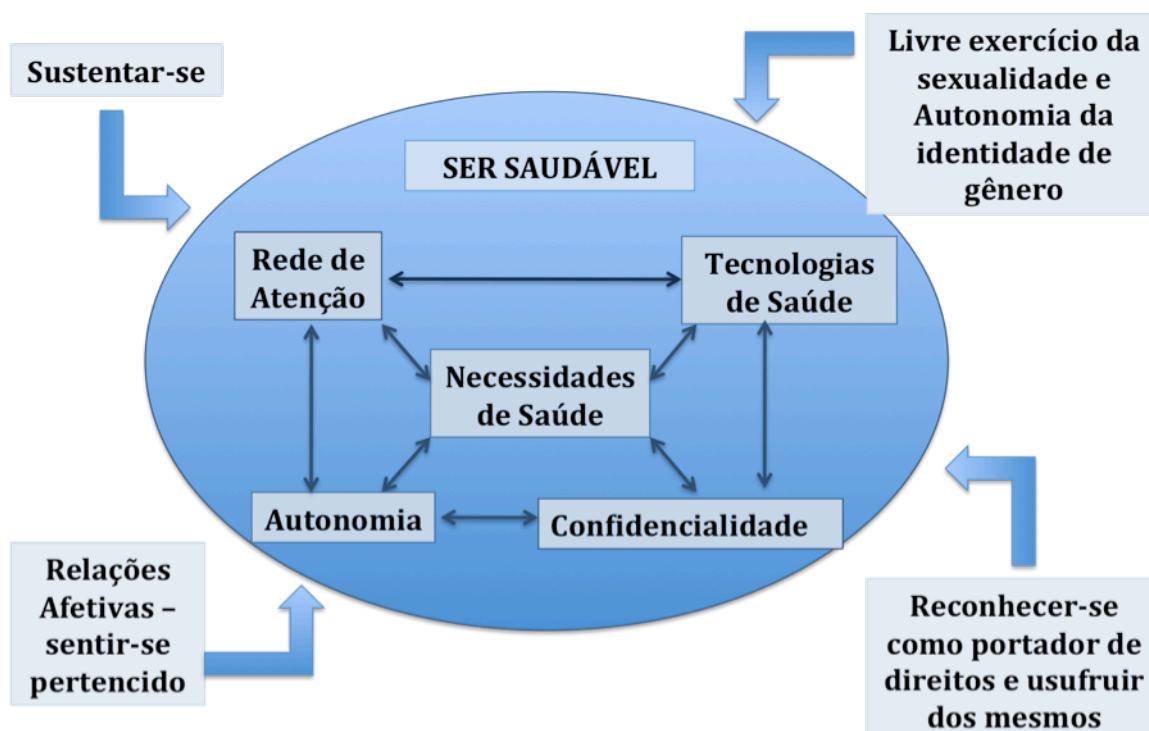 Sustentar-se
Livre exercício da
sexualidade e
Autonomia da
identidade de
gênero
SER SAUDÁVEL
Rede de
Atenção
Tecnologias
de Saúde
Necessidades
de Saúde
Autonomia
Confidencialidade
Relações
Afetivas –
sentir-se
pertencido
Reconhecer-se
como portador de
direitos e usufruir
dos mesmos